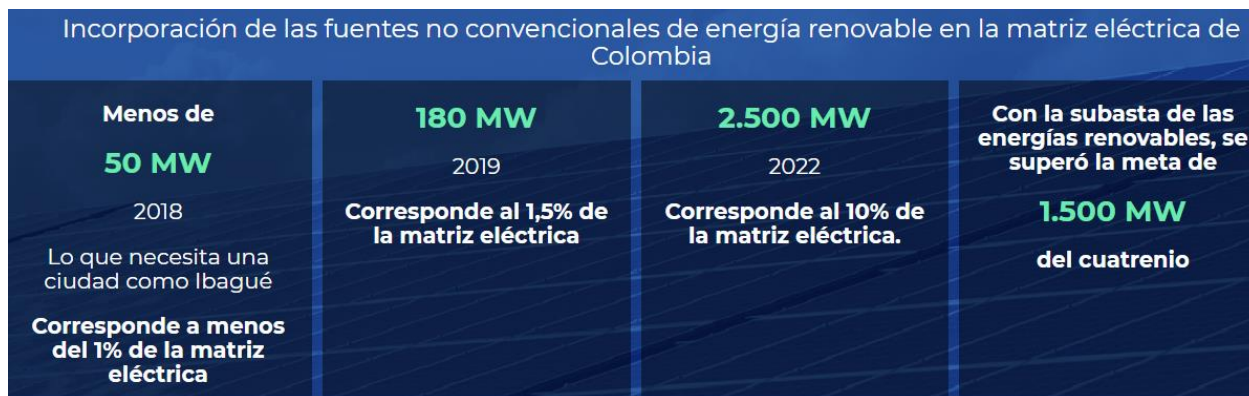 Incorporación de las fuentes no convencionales de energía renovable en la matriz eléctrica de
Colombia
Menos de
50 MW
2018
Lo que necesita una
ciudad como Ibagué
Corresponde a menos
del 1% de la matriz
eléctrica
180 MW
2019
Corresponde al 1,5% de
la matriz eléctrica
2.500 MW
2022
Corresponde al 10% de
la matriz eléctrica.
Con la subasta de las
energías renovables, se
superó la meta de
1.500 MW
del cuatrenio